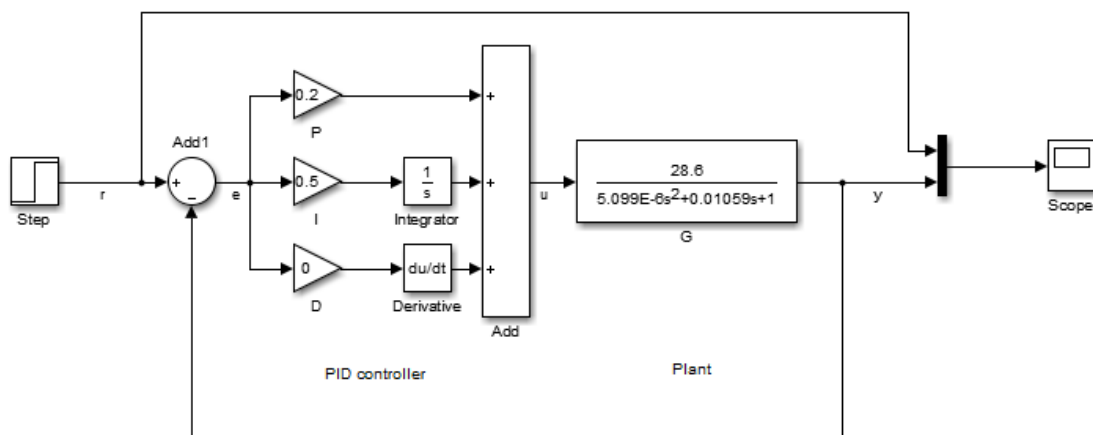 0.2
P
Add1
+
−
Step
r
e
0.5
I
1
s
Integrator
0
D
du/dt
Derivative
+
+
+
Add
u
28.6
5.099E-6s²+0.01059s+1
G
y
Scope
PID controller
Plant